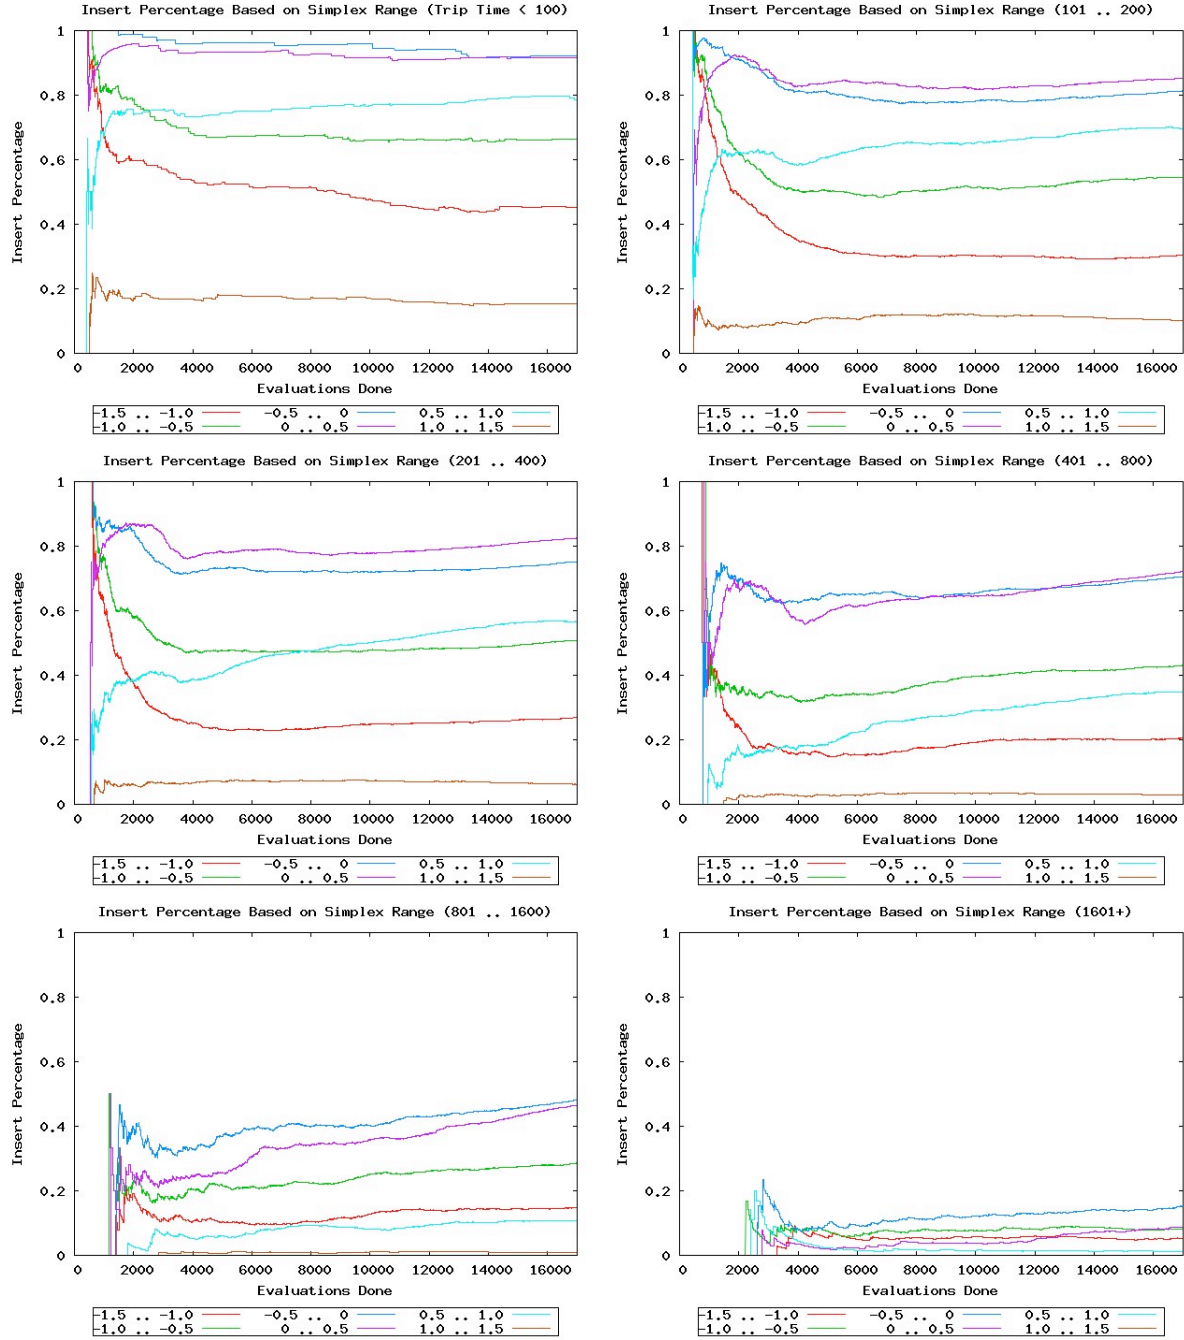 Insert Percentage Based on Simplex Range (Trip Time < 100)
1
0.8
0.6
0.4
0.2
0
Insert Percentage
0 2000 4000 6000 8000 10000 12000 14000 16000
Evaluations Done
-1.5 .. -1.0 -0.5 .. 0 0.5 .. 1.0
-1.0 .. -0.5 0 .. 0.5 1.0 .. 1.5
Insert Percentage Based on Simplex Range (101 .. 200)
1
0.8
0.6
0.4
0.2
0
Insert Percentage
0 2000 4000 6000 8000 10000 12000 14000 16000
Evaluations Done
-1.5 .. -1.0 -0.5 .. 0 0.5 .. 1.0
-1.0 .. -0.5 0 .. 0.5 1.0 .. 1.5
Insert Percentage Based on Simplex Range (201 .. 400)
1
0.8
0.6
0.4
0.2
0
Insert Percentage
0 2000 4000 6000 8000 10000 12000 14000 16000
Evaluations Done
-1.5 .. -1.0 -0.5 .. 0 0.5 .. 1.0
-1.0 .. -0.5 0 .. 0.5 1.0 .. 1.5
Insert Percentage Based on Simplex Range (401 .. 800)
1
0.8
0.6
0.4
0.2
0
Insert Percentage
0 2000 4000 6000 8000 10000 12000 14000 16000
Evaluations Done
-1.5 .. -1.0 -0.5 .. 0 0.5 .. 1.0
-1.0 .. -0.5 0 .. 0.5 1.0 .. 1.5
Insert Percentage Based on Simplex Range (801 .. 1600)
1
0.8
0.6
0.4
0.2
0
Insert Percentage
0 2000 4000 6000 8000 10000 12000 14000 16000
Evaluations Done
-1.5 .. -1.0 -0.5 .. 0 0.5 .. 1.0
-1.0 .. -0.5 0 .. 0.5 1.0 .. 1.5
Insert Percentage Based on Simplex Range (1601+)
1
0.8
0.6
0.4
0.2
0
Insert Percentage
0 2000 4000 6000 8000 10000 12000 14000 16000
Evaluations Done
-1.5 .. -1.0 -0.5 .. 0 0.5 .. 1.0
-1.0 .. -0.5 0 .. 0.5 1.0 .. 1.5